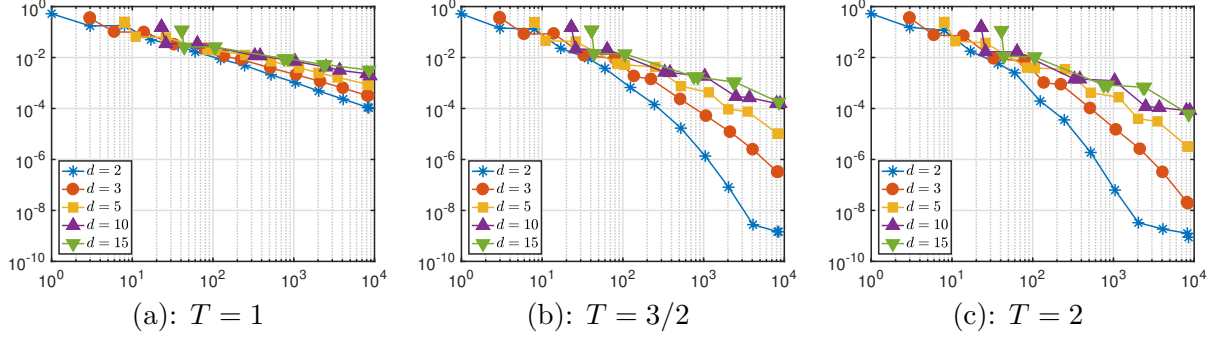 10^0
10^-2
10^-4
10^-6
10^-8
10^-10
d = 2
d = 3
d = 5
d = 10
d = 15
10^0 10^1 10^2 10^3 10^4
(a): T = 1
10^0
10^-2
10^-4
10^-6
10^-8
10^-10
d = 2
d = 3
d = 5
d = 10
d = 15
10^0 10^1 10^2 10^3 10^4
(b): T = 3/2
10^0
10^-2
10^-4
10^-6
10^-8
10^-10
d = 2
d = 3
d = 5
d = 10
d = 15
10^0 10^1 10^2 10^3 10^4
(c): T = 2